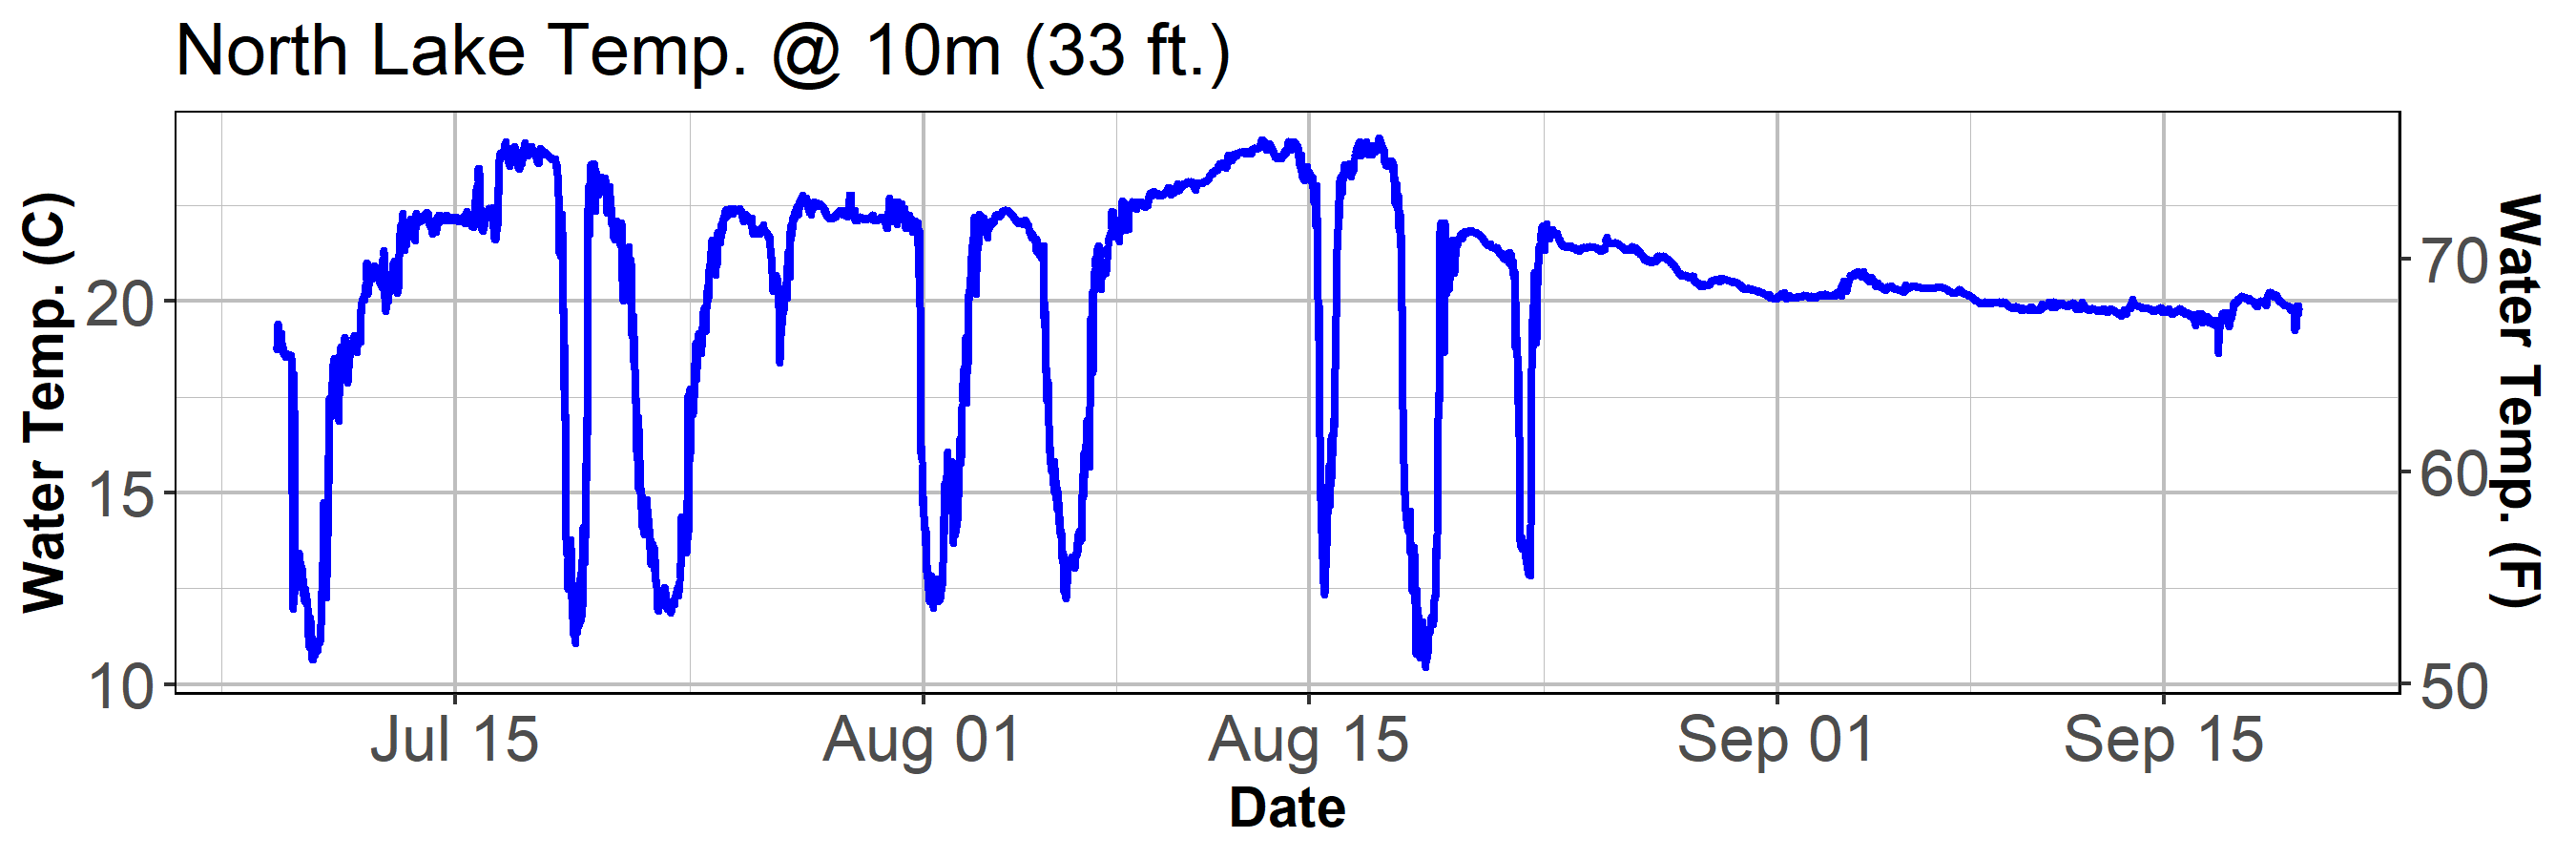 North Lake Temp. @ 10m (33 ft.)
Water Temp. (C)
20
15
10
70
60
50
Water Temp. (F)
Jul 15
Aug 01
Aug 15
Sep 01
Sep 15
Date